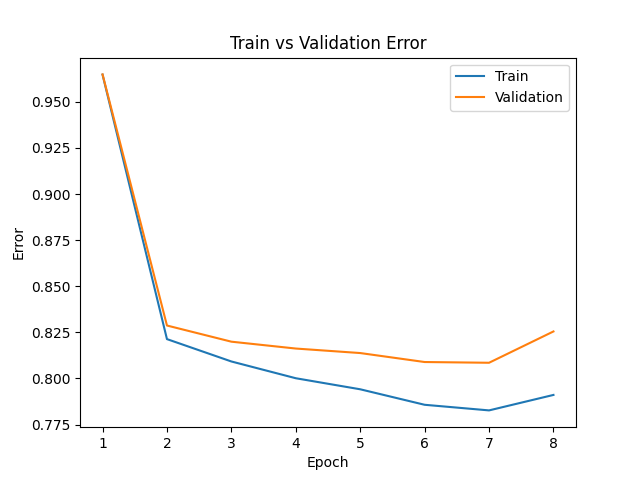 Train vs Validation Error
Train
Validation
0.950
0.925
0.900
0.875
0.850
0.825
0.800
0.775
Error
1 2 3 4 5 6 7 8
Epoch